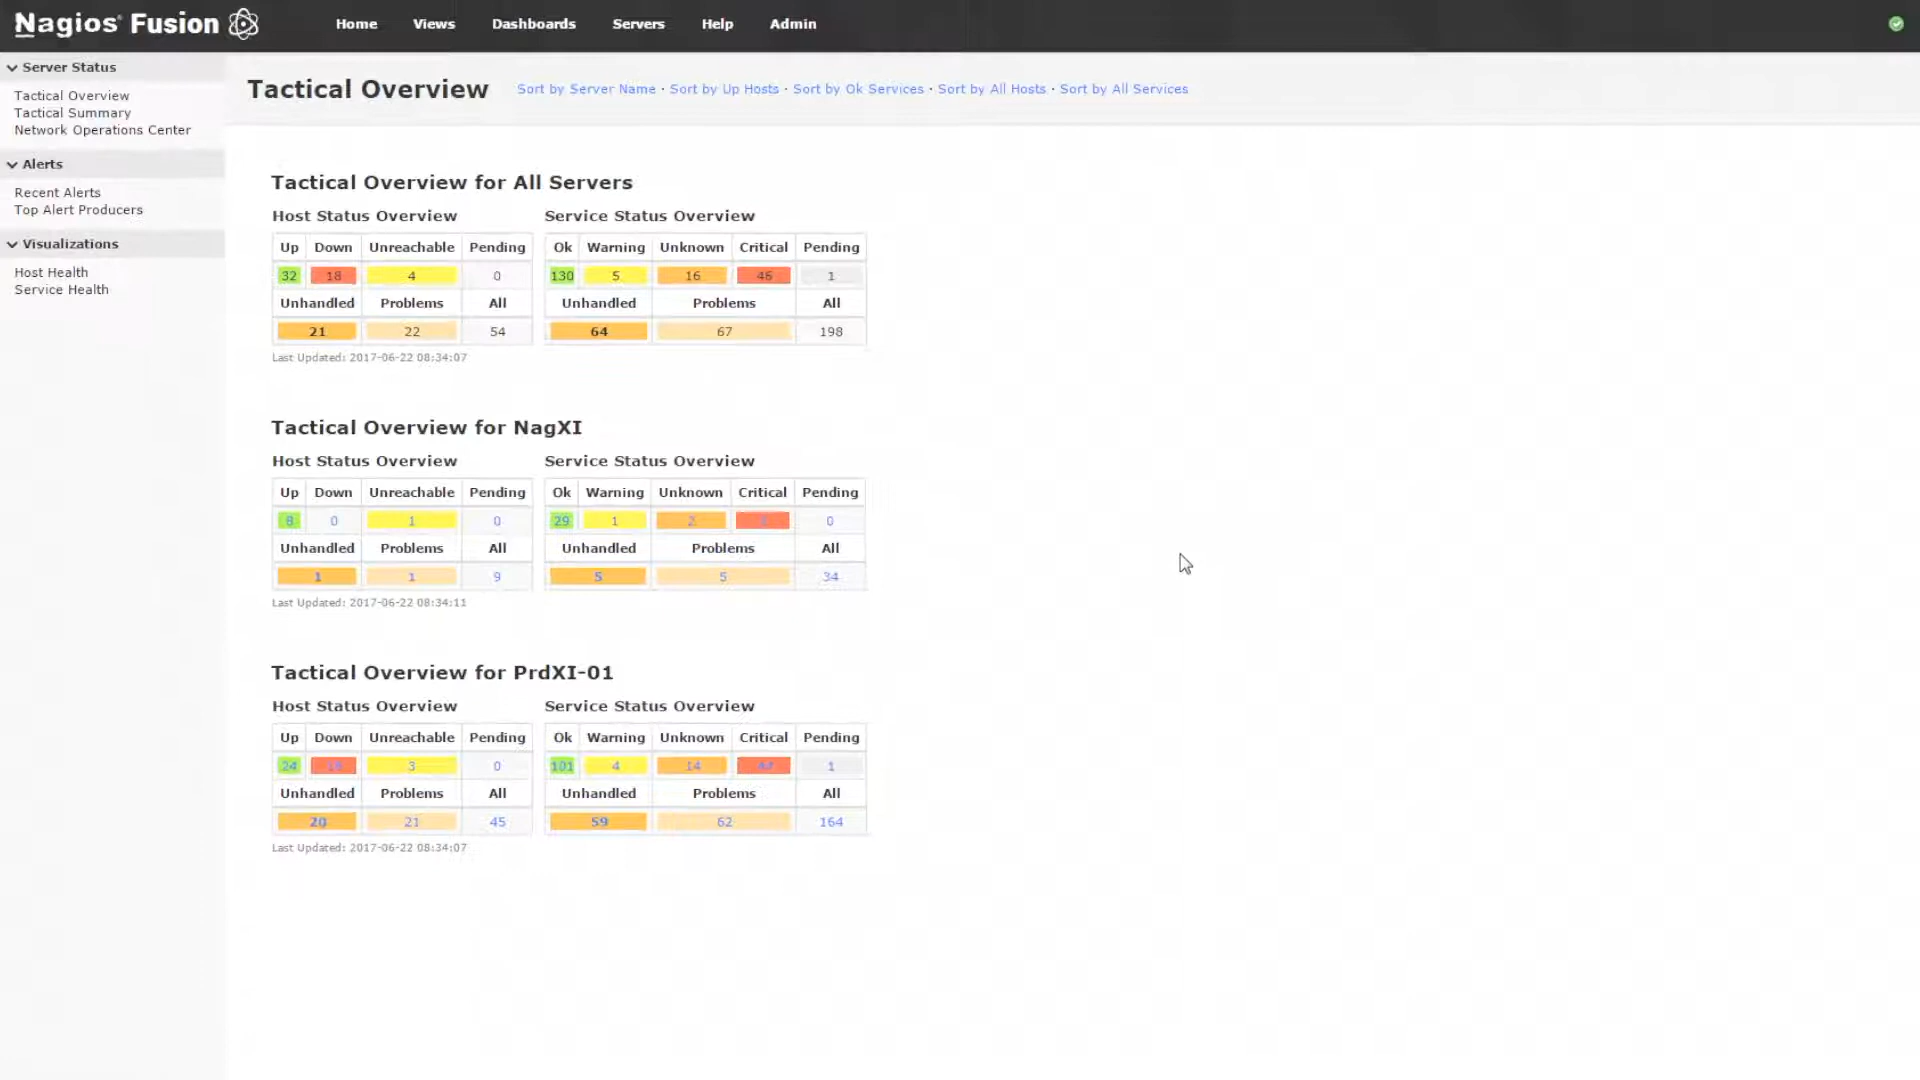 Nagios® Fusion
Home Views Dashboards Servers Help Admin
Server Status
Tactical Overview
Tactical Summary
Network Operations Center
Alerts
Recent Alerts
Top Alert Producers
Visualizations
Host Health
Service Health
Tactical Overview
Sort by Server Name · Sort by Up Hosts · Sort by Ok Services · Sort by All Hosts · Sort by All Services
Tactical Overview for All Servers
Host Status Overview Service Status Overview
Up Down Unreachable Pending Ok Warning Unknown Critical Pending
32 18 4 0 130 5 16 46 1
Unhandled Problems All Unhandled Problems All
21 22 54 64 67 198
Last Updated: 2017-06-22 08:34:07
Tactical Overview for NagXI
Host Status Overview Service Status Overview
Up Down Unreachable Pending Ok Warning Unknown Critical Pending
8 0 1 0 29 1 2 0
Unhandled Problems All Unhandled Problems All
1 1 9 5 5 34
Last Updated: 2017-06-22 08:34:11
Tactical Overview for PrdXI-01
Host Status Overview Service Status Overview
Up Down Unreachable Pending Ok Warning Unknown Critical Pending
24 3 0 101 4 14 1
Unhandled Problems All Unhandled Problems All
20 21 45 59 62 164
Last Updated: 2017-06-22 08:34:07